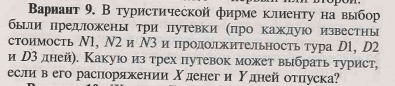 Вариант 9. В туристической фирме клиенту на выбор
были предложены три путевки (про каждую известны
стоимость N1, N2 и N3 и продолжительность тура D1, D2
и D3 дней). Какую из трех путевок может выбрать турист,
если в его распоряжении X денег и Y дней отпуска?